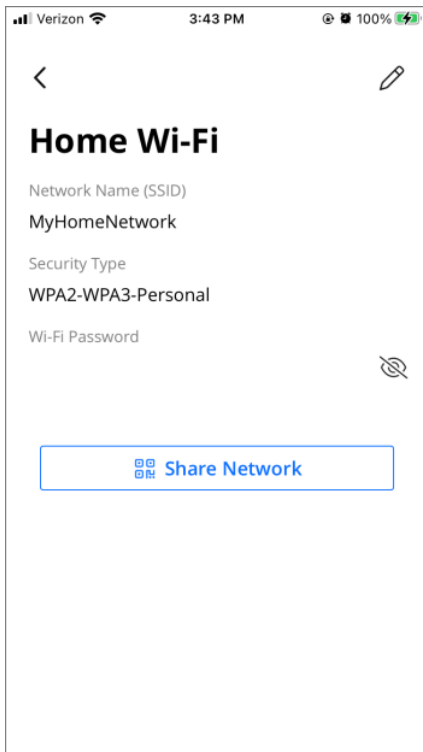 Verizon 3:43 PM 100%
Home Wi-Fi
Network Name (SSID)
MyHomeNetwork
Security Type
WPA2-WPA3-Personal
Wi-Fi Password
Share Network